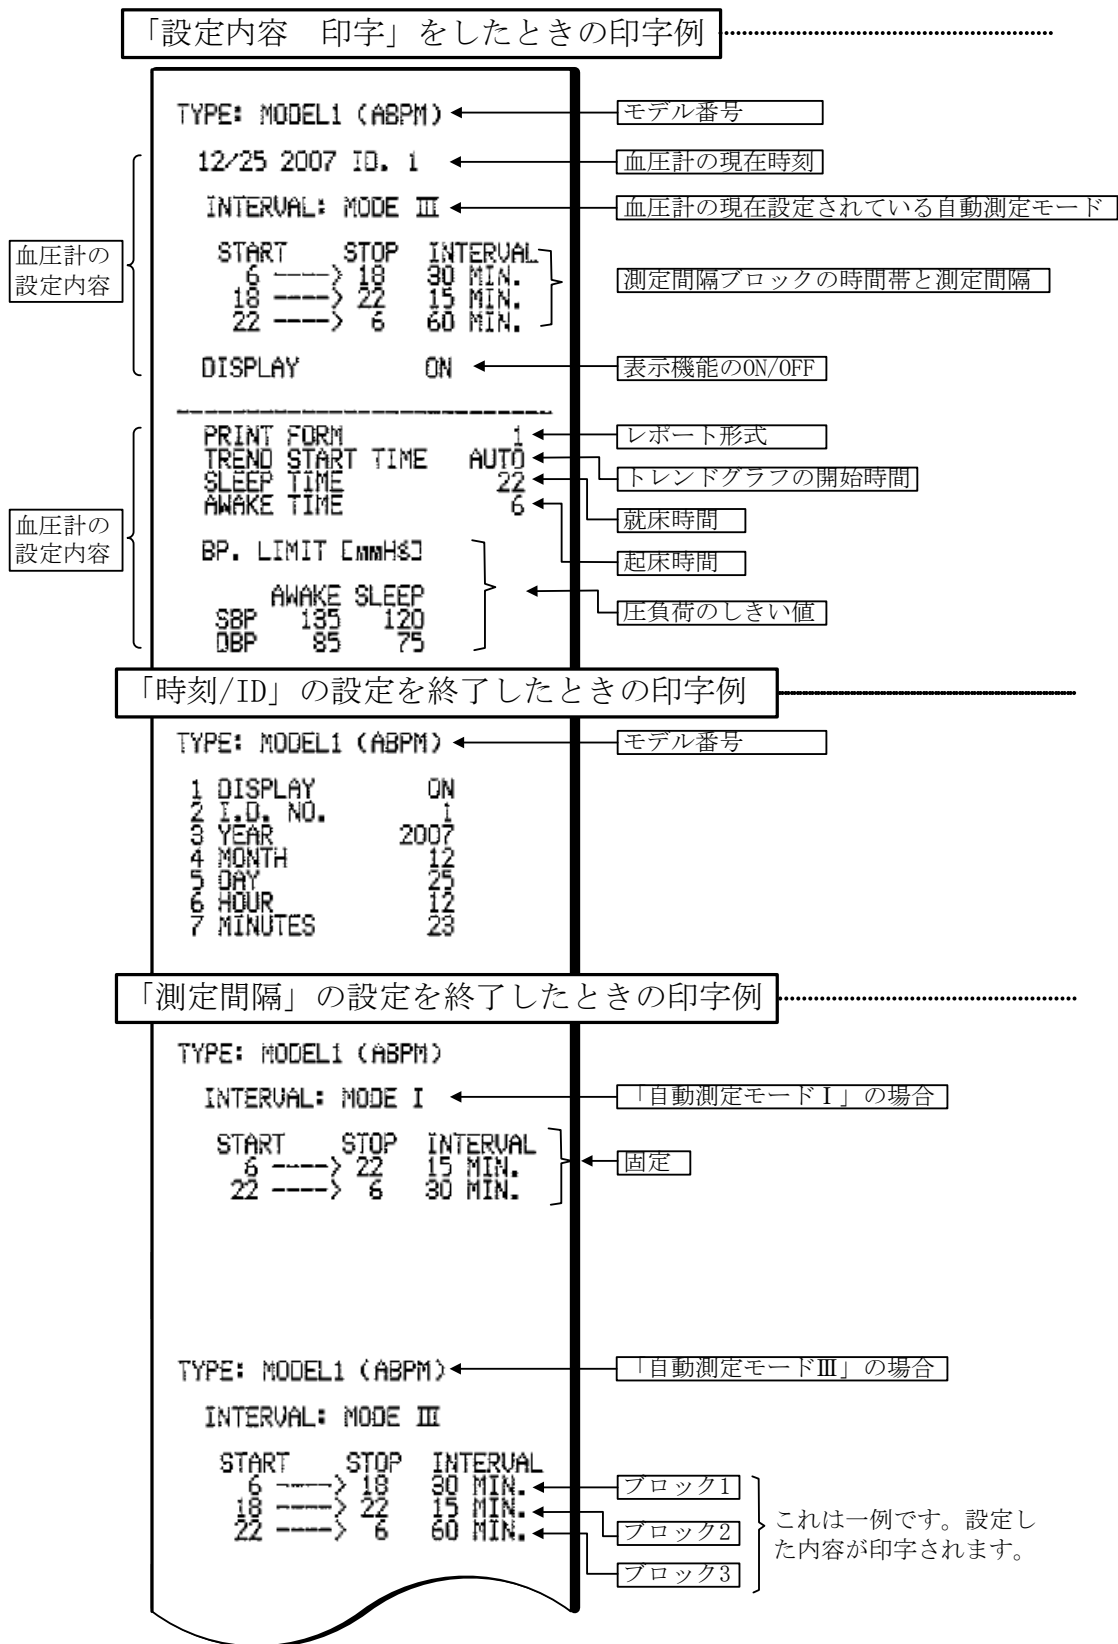 「設定内容　印字」をしたときの印字例
TYPE: MODEL1 (ABPM)
モデル番号
12/25 2007 ID. 1
血圧計の現在時刻
INTERVAL: MODE Ⅲ
血圧計の現在設定されている自動測定モード
血圧計の
設定内容
START STOP INTERVAL
6 ----> 18 30 MIN.
18 ----> 22 15 MIN.
22 ----> 6 60 MIN.
測定間隔ブロックの時間帯と測定間隔
DISPLAY ON
表示機能のON/OFF
PRINT FORM 1
レポート形式
TREND START TIME AUTO
トレンドグラフの開始時間
SLEEP TIME 22
就床時間
AWAKE TIME 6
起床時間
血圧計の
設定内容
BP. LIMIT [mmHg]
AWAKE SLEEP
SBP 135 120
DBP 85 75
圧負荷のしきい値
「時刻/ID」の設定を終了したときの印字例
TYPE: MODEL1 (ABPM)
モデル番号
1 DISPLAY ON
2 I.D. NO. 1
3 YEAR 2007
4 MONTH 12
5 DAY 25
6 HOUR 12
7 MINUTES 23
「測定間隔」の設定を終了したときの印字例
TYPE: MODEL1 (ABPM)
INTERVAL: MODE I
「自動測定モードⅠ」の場合
START STOP INTERVAL
6 ----> 22 15 MIN.
22 ----> 6 30 MIN.
固定
TYPE: MODEL1 (ABPM)
「自動測定モードⅢ」の場合
INTERVAL: MODE Ⅲ
START STOP INTERVAL
6 ----> 18 30 MIN.
18 ----> 22 15 MIN.
22 ----> 6 60 MIN.
ブロック1
ブロック2
ブロック3
これは一例です。設定し
た内容が印字されます。